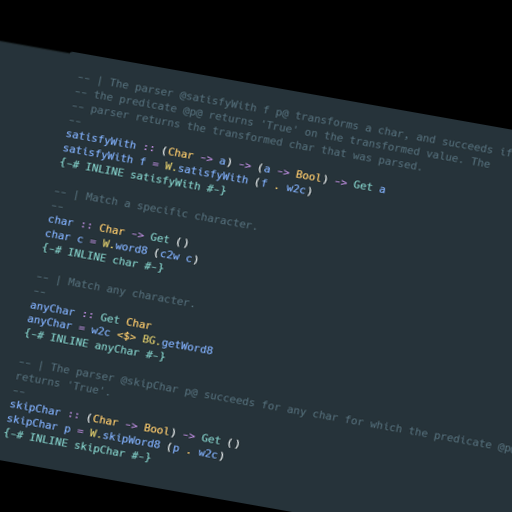 -- | The parser @satisfyWith f p@ transforms a char, and succeeds if
-- the predicate @p@ returns 'True' on the transformed value. The
-- parser returns the transformed char that was parsed.
--
satisfyWith :: (Char -> a) -> (a -> Bool) -> Get a
satisfyWith f = W.satisfyWith (f . w2c)
{-# INLINE satisfyWith #-}
-- | Match a specific character.
--
char :: Char -> Get ()
char c = W.word8 (c2w c)
{-# INLINE char #-}
-- | Match any character.
--
anyChar :: Get Char
anyChar = w2c <$> BG.getWord8
{-# INLINE anyChar #-}
-- | The parser @skipChar p@ succeeds for any char for which the predicate @p@
returns 'True'.
--
skipChar :: (Char -> Bool) -> Get ()
skipChar p = W.skipWord8 (p . w2c)
{-# INLINE skipChar #-}